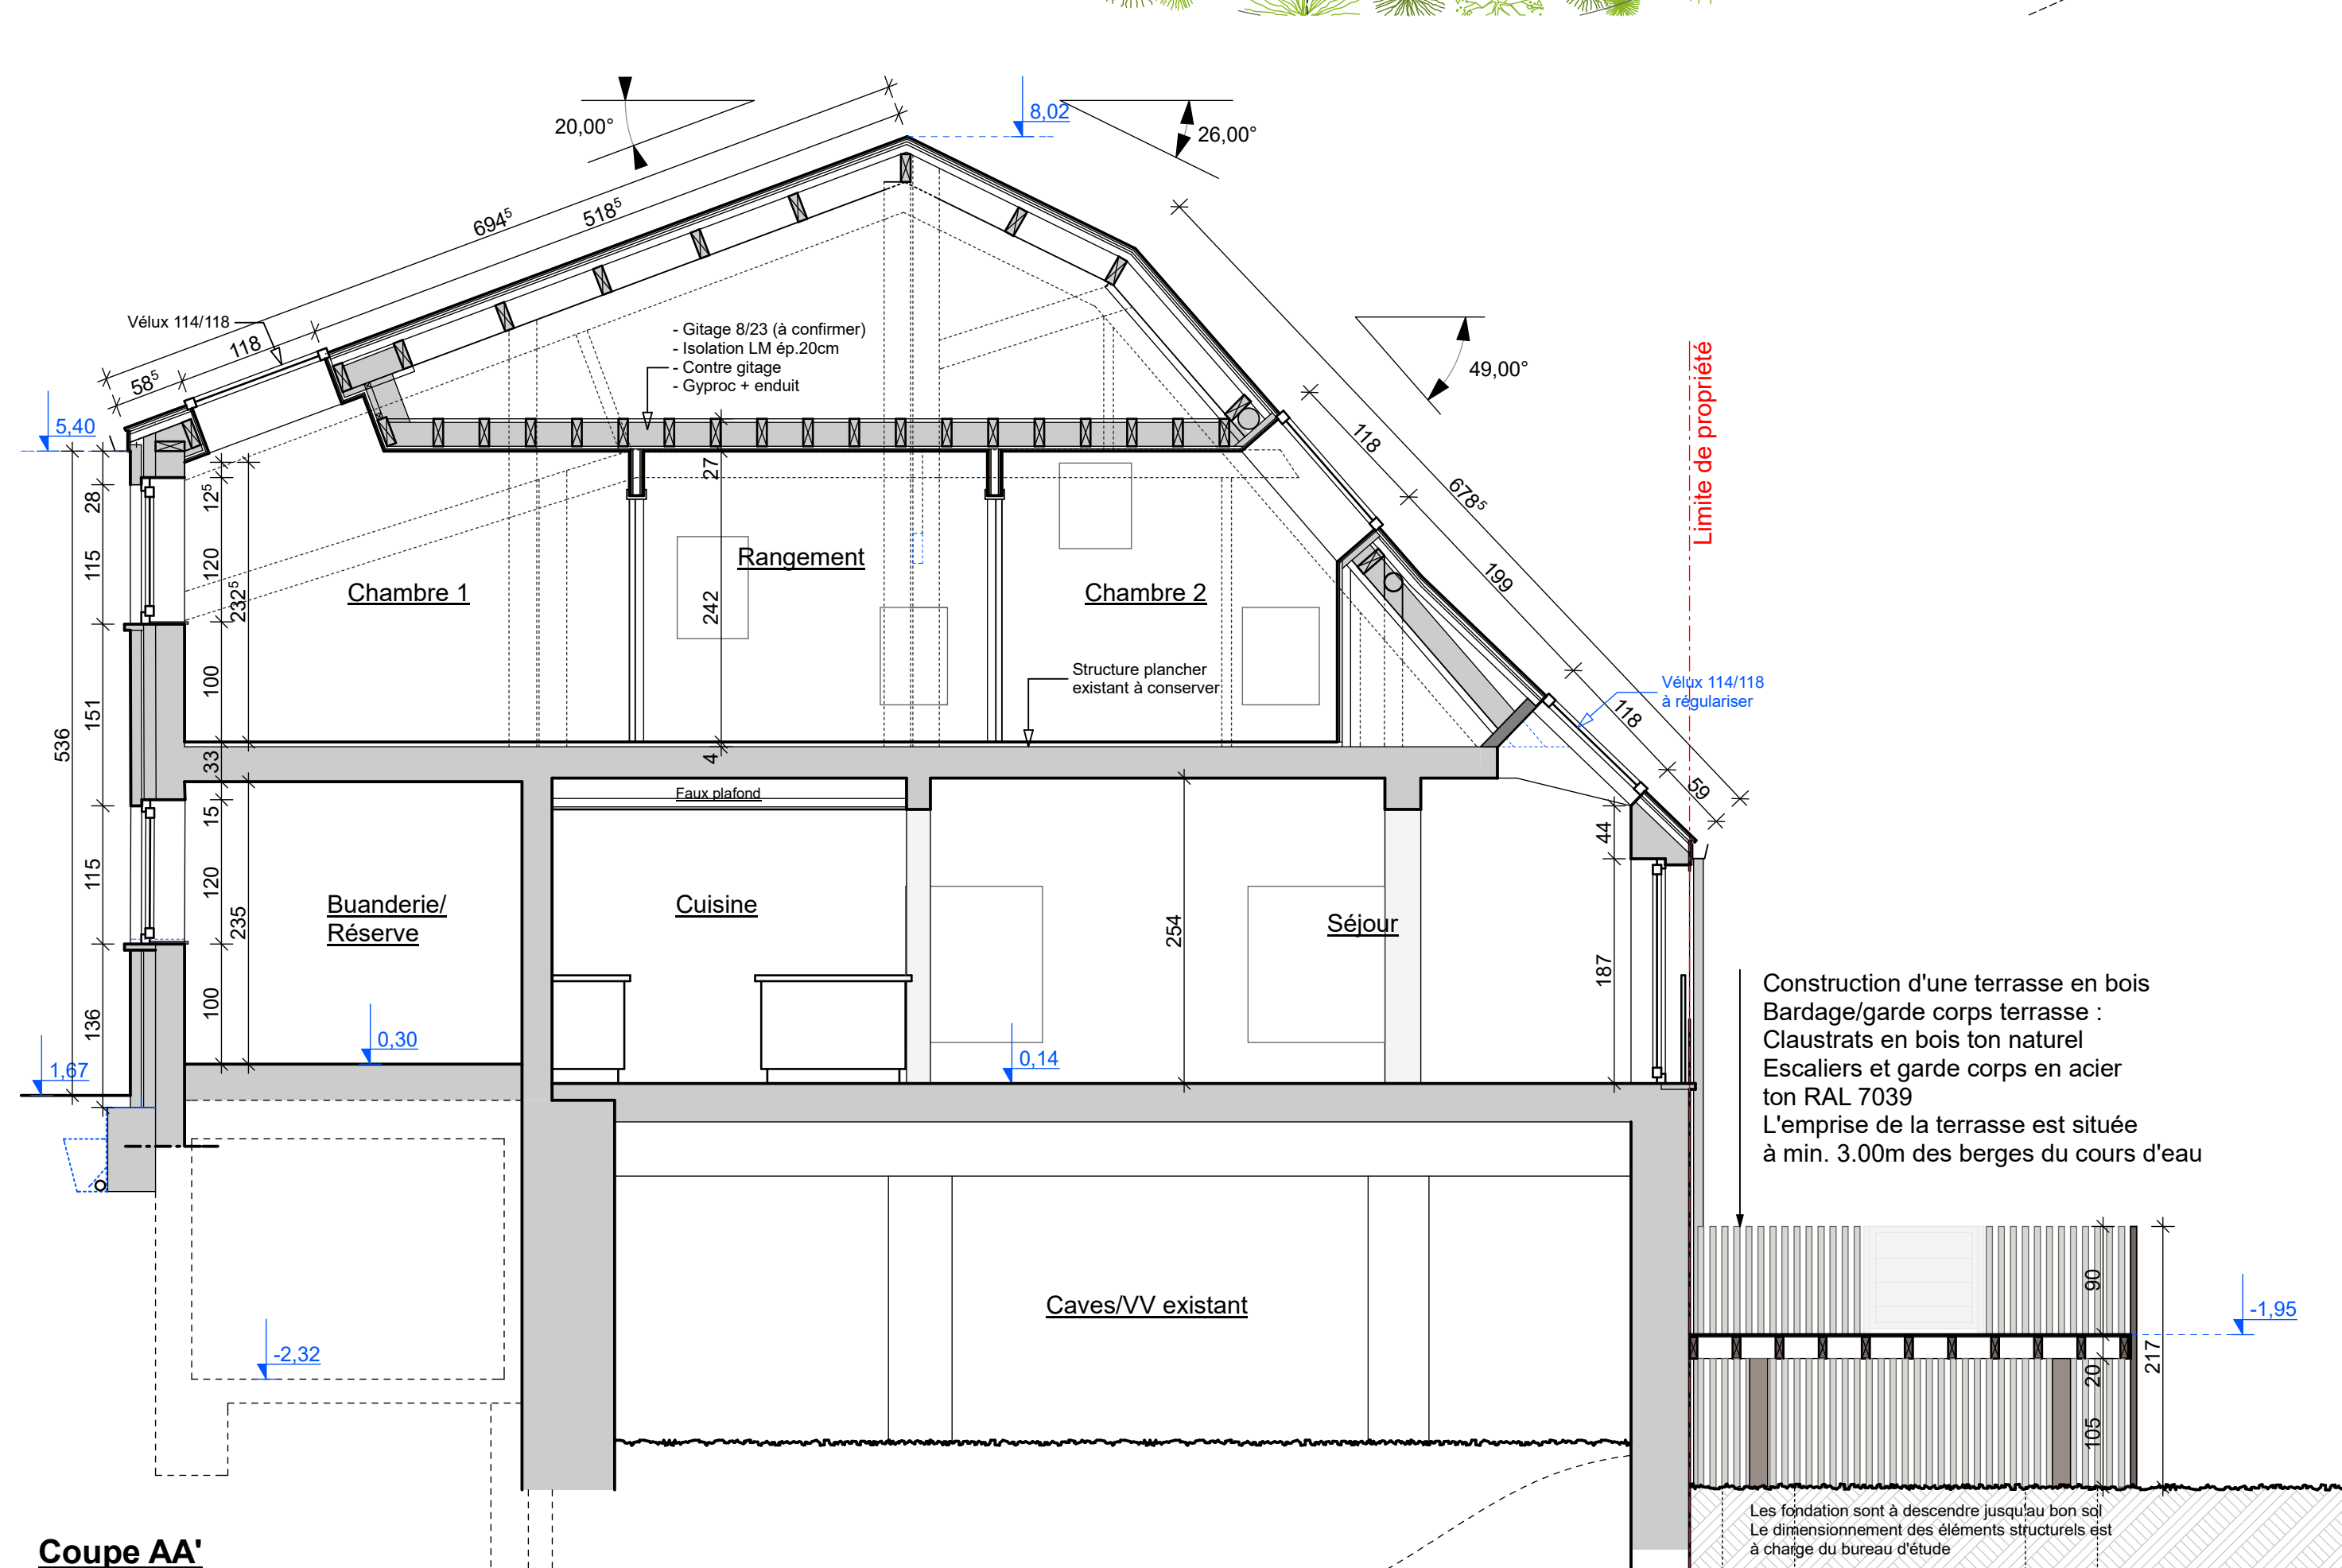 8,02
20,00°
26,00°
694⁵
518⁵
Vélux 114/118
118
58⁵
- Gitage 8/23 (à confirmer)
- Isolation LM ép.20cm
- Contre gitage
- Gyproc + enduit
49,00°
Limite de propriété
5,40
118
678⁵
199
28
12⁵
27
115
120
232⁵
242
Rangement
Chambre 1
Chambre 2
151
100
536
Structure plancher
existant à conserver
Vélux 114/118
à régulariser
118
59
33
4
Faux plafond
15
44
115
120
235
Buanderie/
Réserve
Cuisine
254
Séjour
187
136
100
0,30
0,14
1,67
Construction d'une terrasse en bois
Bardage/garde corps terrasse :
Claustrats en bois ton naturel
Escaliers et garde corps en acier
ton RAL 7039
L'emprise de la terrasse est située
à min. 3.00m des berges du cours d'eau
Caves/VV existant
-2,32
90
-1,95
217
20
105
Les fondation sont à descendre jusqu'au bon sol
Le dimensionnement des éléments structurels est
à charge du bureau d'étude
Coupe AA'